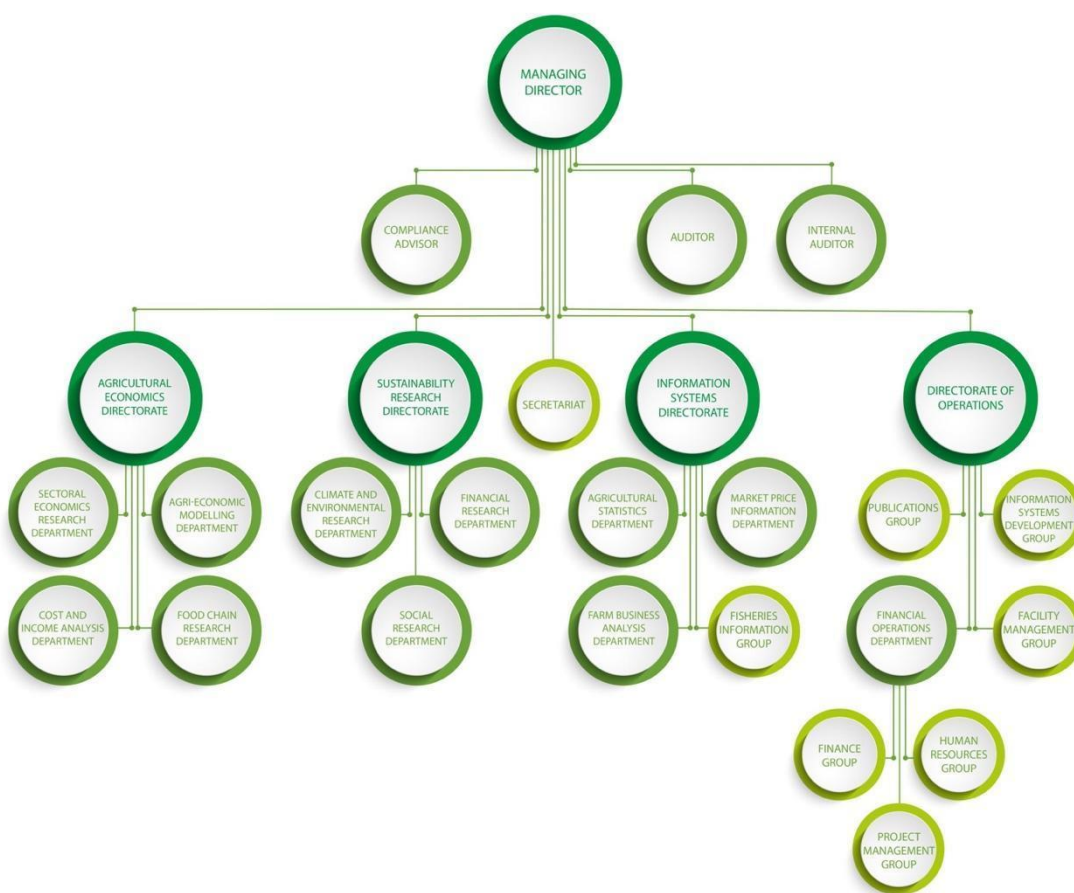 MANAGING
DIRECTOR
COMPLIANCE
ADVISOR
AUDITOR
INTERNAL
AUDITOR
AGRICULTURAL
ECONOMICS
DIRECTORATE
SUSTAINABILITY
RESEARCH
DIRECTORATE
SECRETARIAT
INFORMATION
SYSTEMS
DIRECTORATE
DIRECTORATE OF
OPERATIONS
SECTORAL
ECONOMICS
RESEARCH
DEPARTMENT
AGRI-ECONOMIC
MODELLING
DEPARTMENT
CLIMATE AND
ENVIRONMENTAL
RESEARCH
DEPARTMENT
FINANCIAL
RESEARCH
DEPARTMENT
AGRICULTURAL
STATISTICS
DEPARTMENT
MARKET PRICE
INFORMATION
DEPARTMENT
PUBLICATIONS
GROUP
INFORMATION
SYSTEMS
DEVELOPMENT
GROUP
COST AND
INCOME ANALYSIS
DEPARTMENT
FOOD CHAIN
RESEARCH
DEPARTMENT
SOCIAL
RESEARCH
DEPARTMENT
FARM BUSINESS
ANALYSIS
DEPARTMENT
FISHERIES
INFORMATION
GROUP
FINANCIAL
OPERATIONS
DEPARTMENT
FACILITY
MANAGEMENT
GROUP
FINANCE
GROUP
HUMAN
RESOURCES
GROUP
PROJECT
MANAGEMENT
GROUP